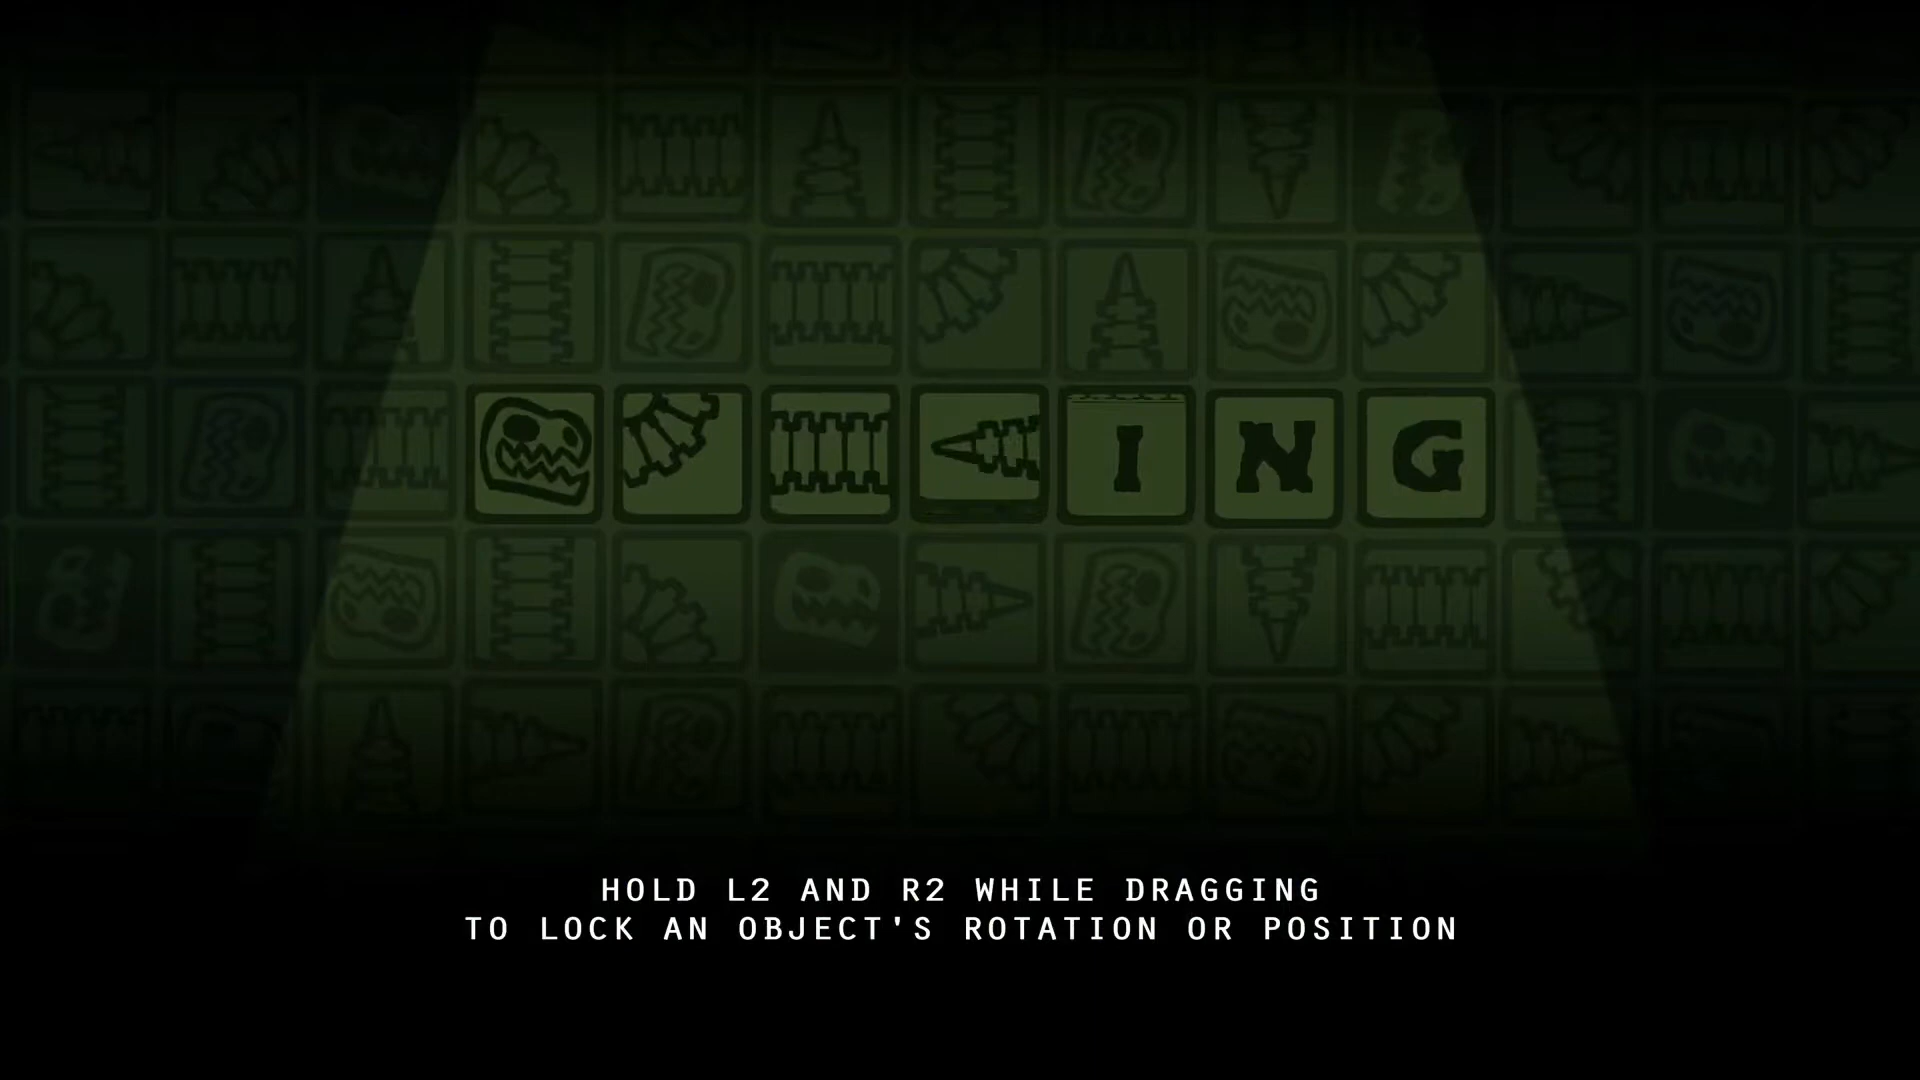 ING
HOLD L2 AND R2 WHILE DRAGGING
TO LOCK AN OBJECT'S ROTATION OR POSITION